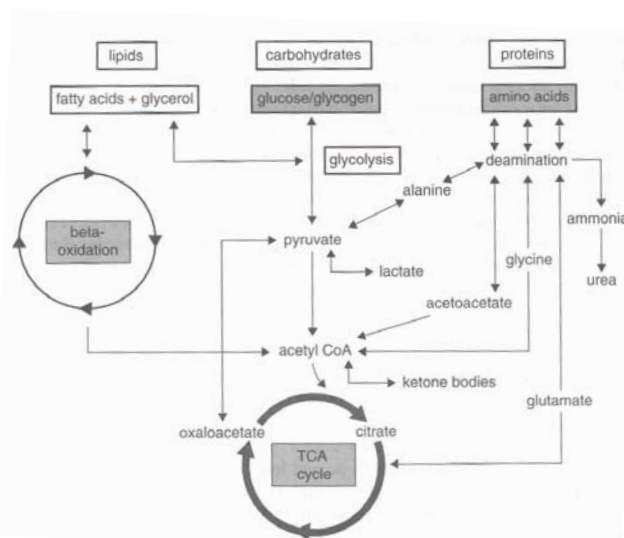 lipids
carbohydrates
proteins
fatty acids + glycerol
glucose/glycogen
amino acids
glycolysis
deamination
alanine
ammonia
beta-
oxidation
pyruvate
glycine
lactate
urea
acetoacetate
acetyl CoA
ketone bodies
glutamate
oxaloacetate
citrate
TCA
cycle